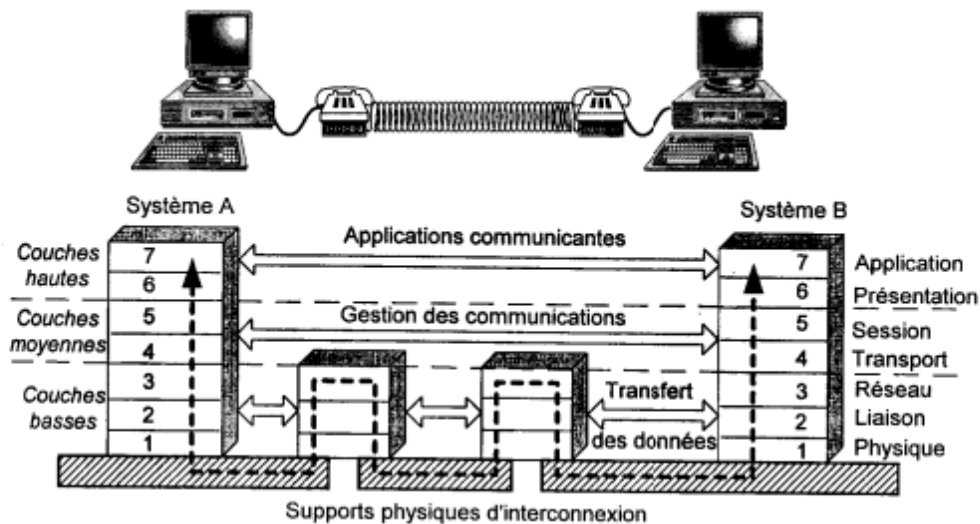 Système A
Système B
Applications communicantes
Couches
hautes
7
6
7
6
Application
Présentation
Gestion des communications
Couches
moyennes
5
4
5
4
Session
Transport
Couches
basses
3
2
1
Transfert
des données
3
2
1
Réseau
Liaison
Physique
Supports physiques d'interconnexion